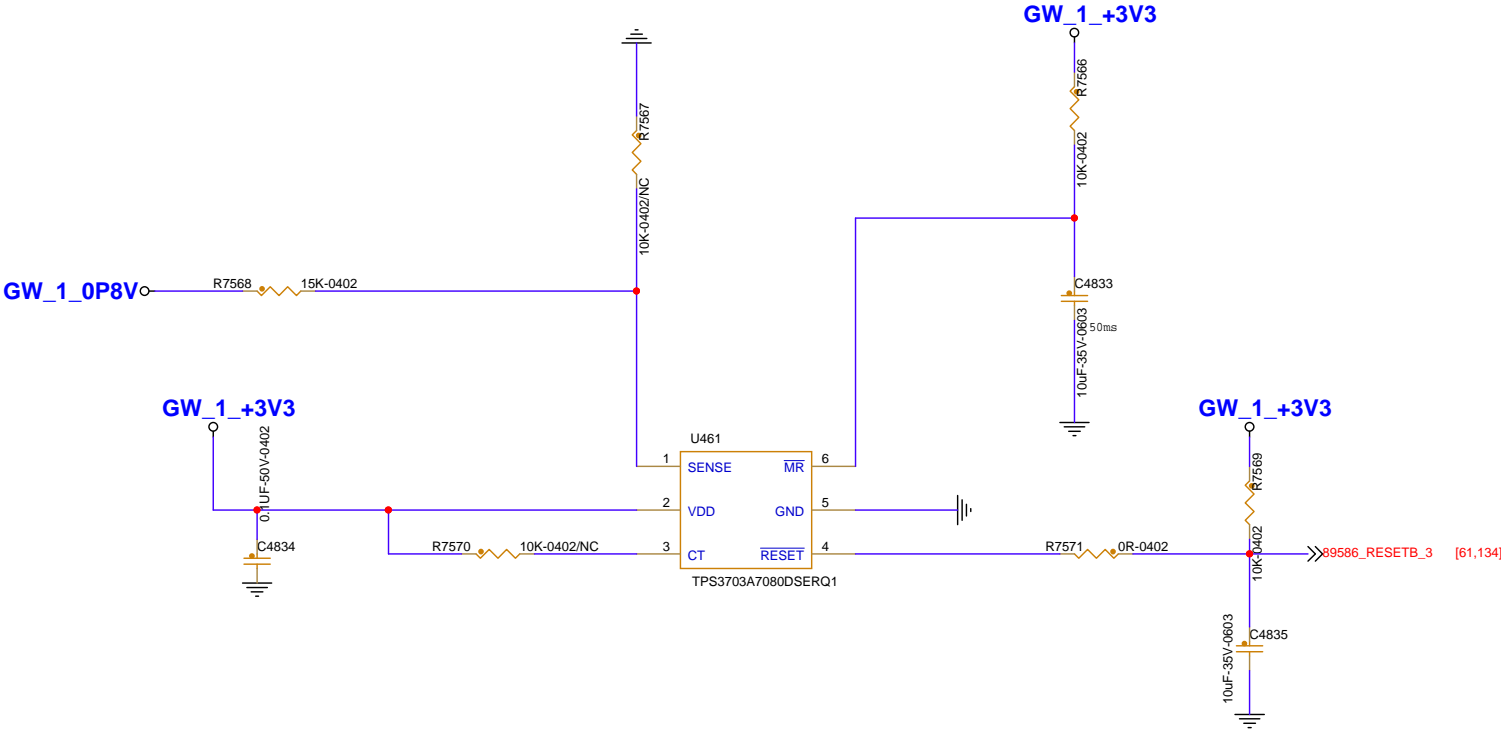 GW_1_+3V3
R7566
10K-0402
R7567
10K-0402/NC
GW_1_0P8V
R7568
15K-0402
C4833
50ms
10uF-35V-0603
GW_1_+3V3
0.1UF-50V-0402
C4834
R7570
10K-0402/NC
U461
1
SENSE
MR
6
2
VDD
GND
5
3
CT
RESET
4
TPS3703A7080DSERQ1
R7571
0R-0402
GW_1_+3V3
R7569
10K-0402
89586_RESETB_3 [61,134]
C4835
10uF-35V-0603